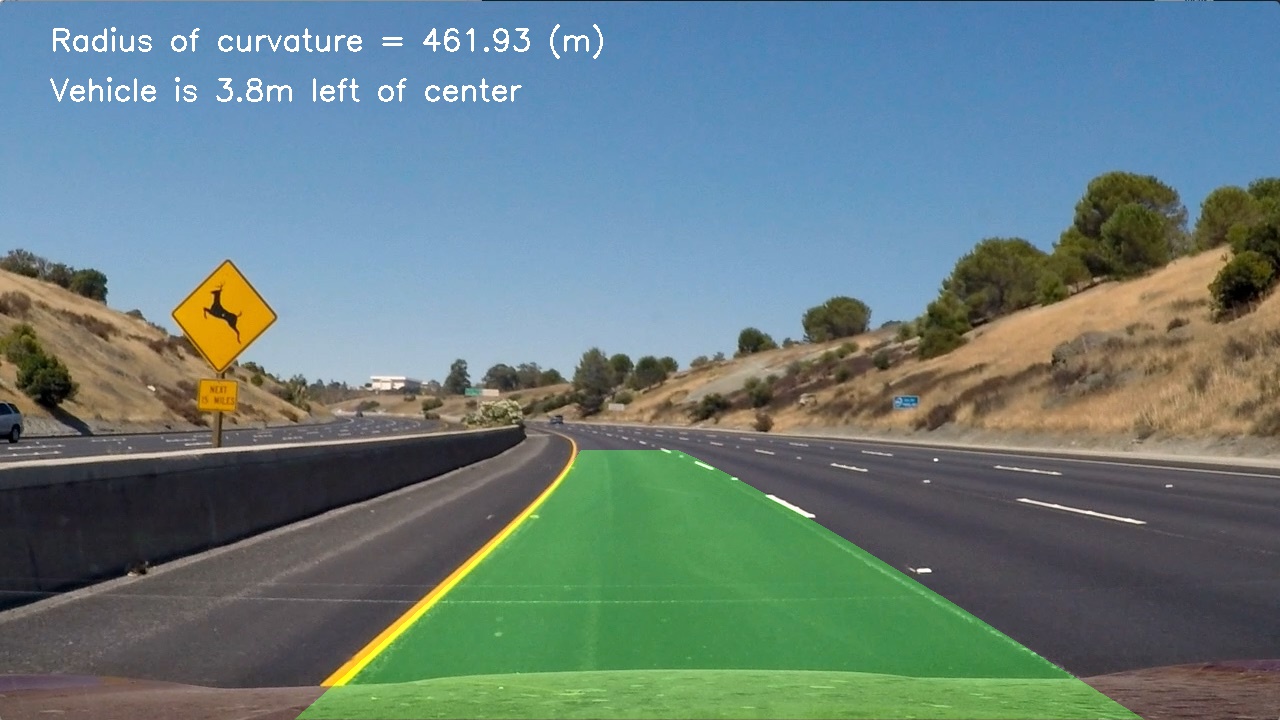 Radius of curvature = 461.93 (m)
Vehicle is 3.8m left of center
NEXT
15 MILES